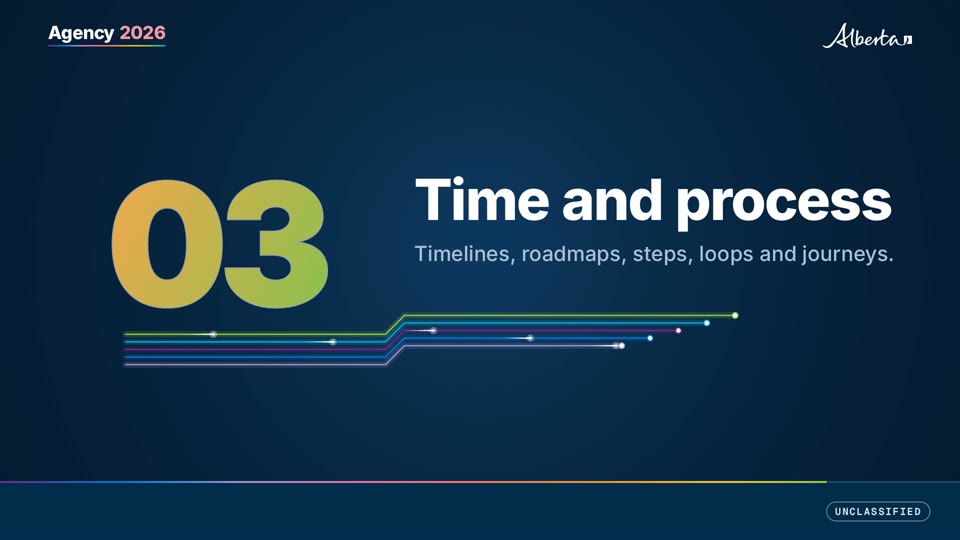 Agency 2026
Alberta
03
Time and process
Timelines, roadmaps, steps, loops and journeys.
UNCLASSIFIED